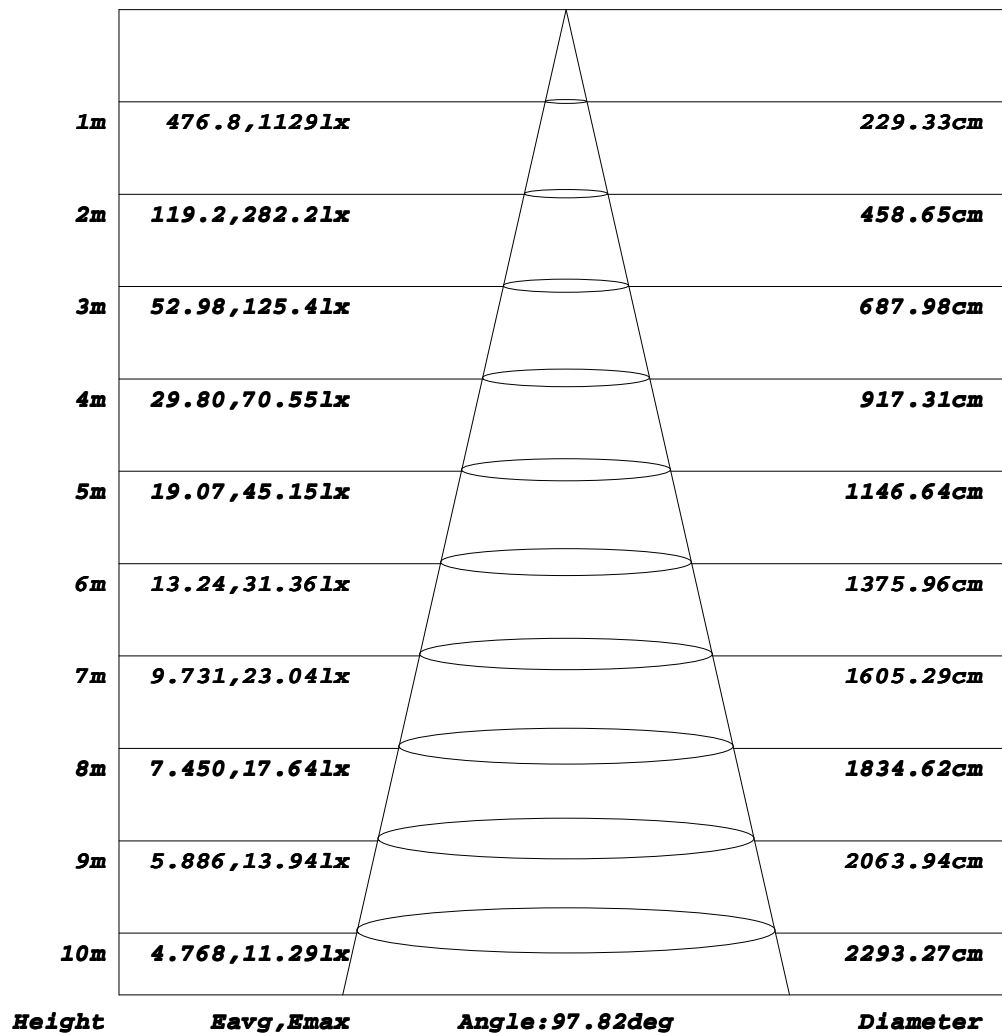 1m 476.8,1129lx 229.33cm
2m 119.2,282.2lx 458.65cm
3m 52.98,125.4lx 687.98cm
4m 29.80,70.55lx 917.31cm
5m 19.07,45.15lx 1146.64cm
6m 13.24,31.36lx 1375.96cm
7m 9.731,23.04lx 1605.29cm
8m 7.450,17.64lx 1834.62cm
9m 5.886,13.94lx 2063.94cm
10m 4.768,11.29lx 2293.27cm
Height Eavg,Emax Angle:97.82deg Diameter